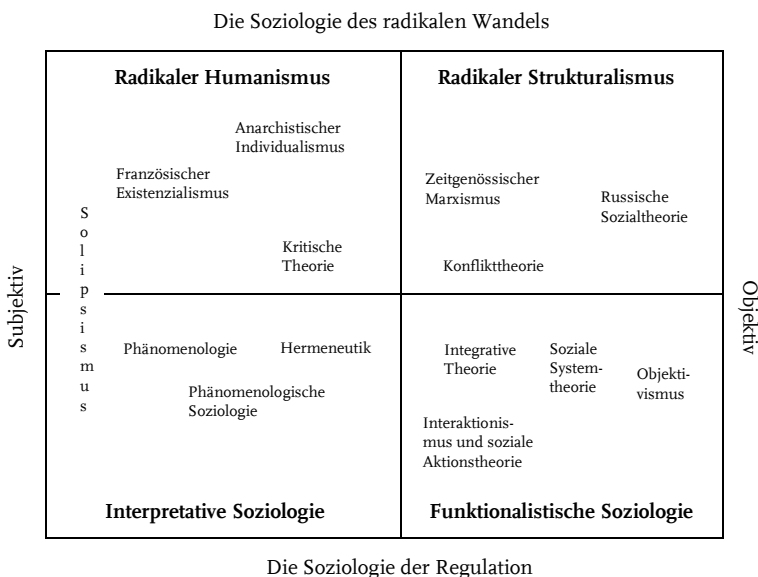 Die Soziologie des radikalen Wandels
Radikaler Humanismus
Radikaler Strukturalismus
Anarchistischer
Individualismus
Französischer
Existenzialismus
Zeitgenössischer
Marxismus
Russische
Sozialtheorie
Kritische
Theorie
Konflikttheorie
Subjektiv
Solipsismus
Objektiv
Phänomenologie
Hermeneutik
Phänomenologische
Soziologie
Integrative
Theorie
Soziale
System-
theorie
Objekti-
vismus
Interaktionis-
mus und soziale
Aktionstheorie
Interpretative Soziologie
Funktionalistische Soziologie
Die Soziologie der Regulation